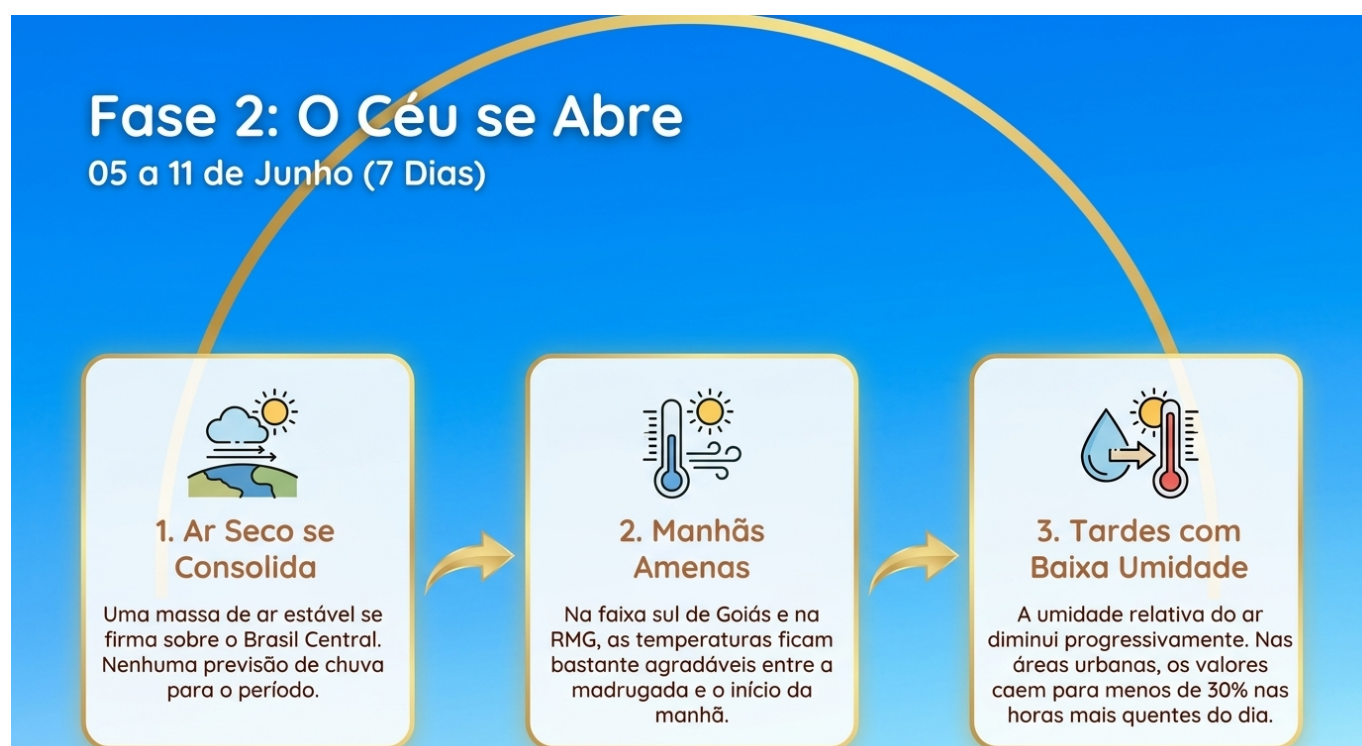 Fase 2: O Céu se Abre
05 a 11 de Junho (7 Dias)
1. Ar Seco se
Consolida
Uma massa de ar estável se
firma sobre o Brasil Central.
Nenhuma previsão de chuva
para o período.
2. Manhãs
Amenas
Na faixa sul de Goiás e na
RMG, as temperaturas ficam
bastante agradáveis entre a
madrugada e o início da
manhã.
3. Tardes com
Baixa Umidade
A umidade relativa do ar
diminui progressivamente. Nas
áreas urbanas, os valores
caem para menos de 30% nas
horas mais quentes do dia.